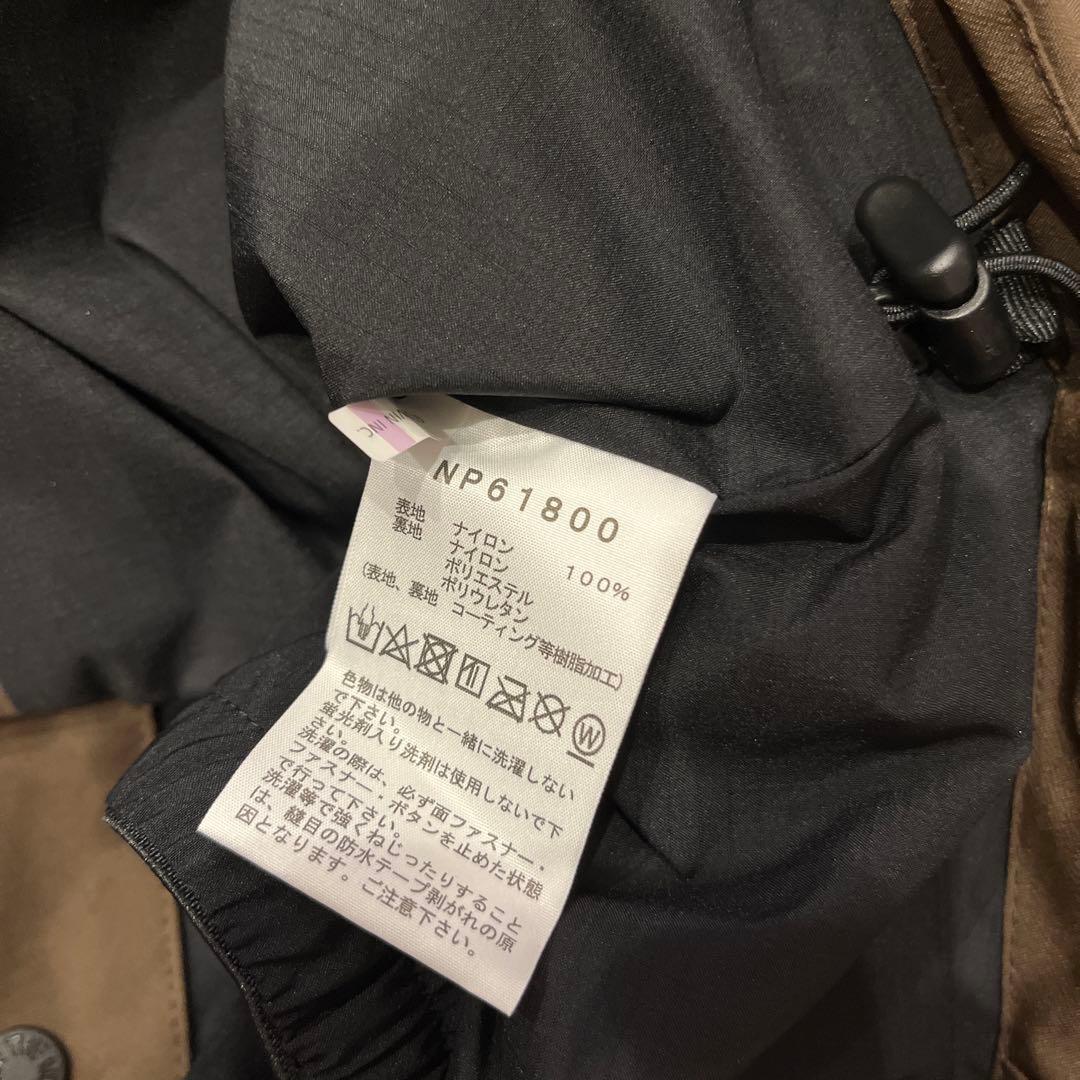 WIN INC
NP61800
表地 ナイロン
裏地 ナイロン 100%
ポリエステル
ポリウレタン
(表地、裏地 コーティング等樹脂加工)
W
色物は他の物と一緒に洗濯しない
で下さい。
蛍光剤入り洗剤は使用しないで下
さい。
洗濯の際は、必ず面ファスナー・
ファスナー・ボタンを止めた状態
で行って下さい。
洗濯等で強くねじったりすること
は、縫目の防水テープ剥がれの原
因となります。ご注意下さい。